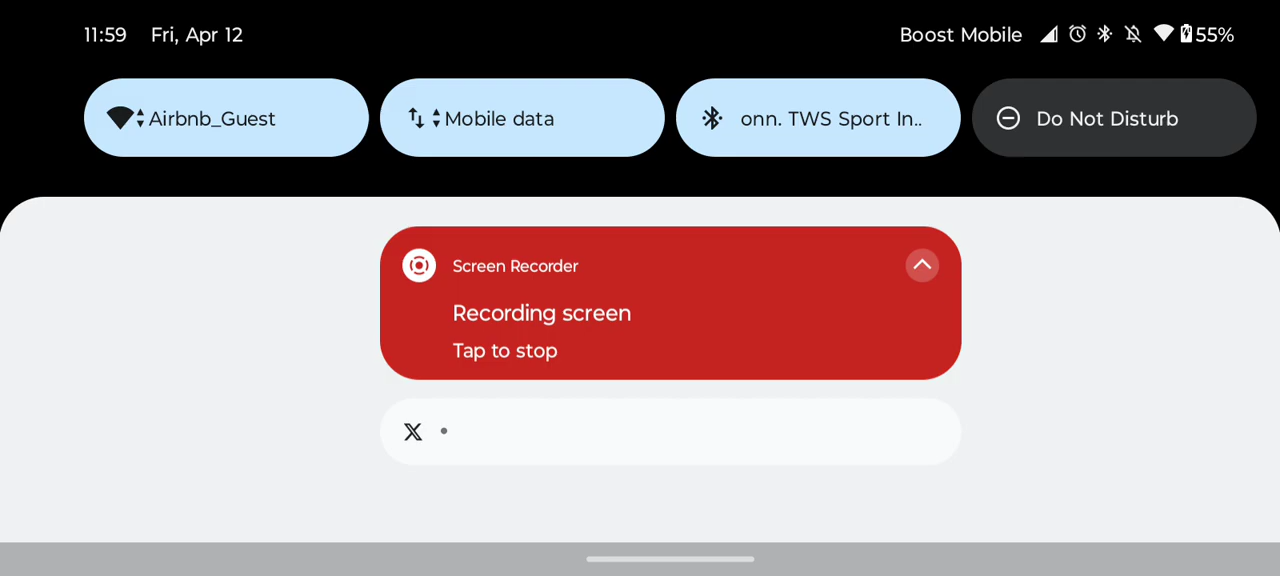 11:59 Fri, Apr 12 Boost Mobile 55%
Airbnb_Guest Mobile data onn. TWS Sport In.. Do Not Disturb
Screen Recorder
Recording screen
Tap to stop